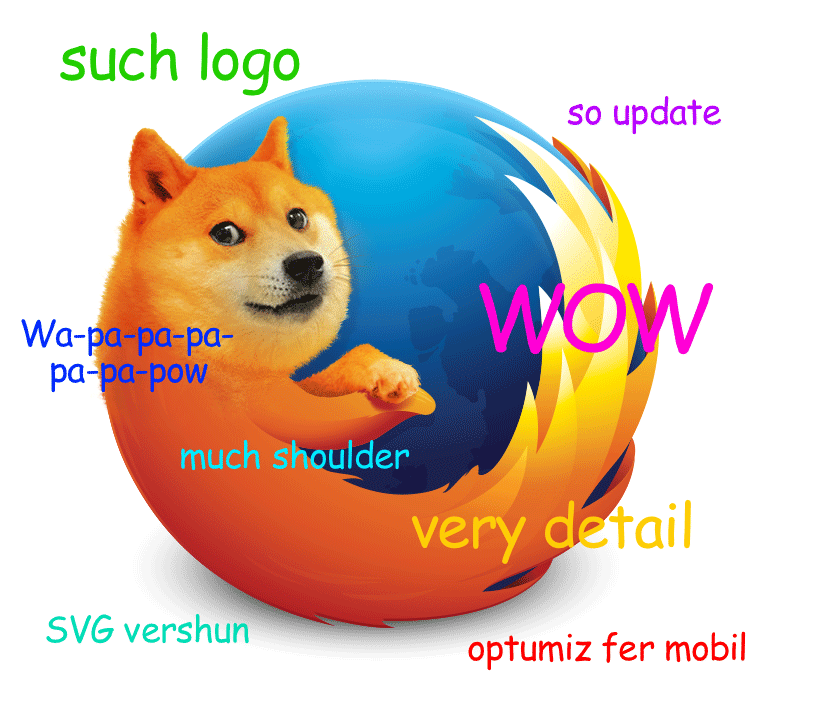 such logo
so update
WOW
Wa-pa-pa-pa-
pa-pa-pow
much shoulder
very detail
SVG vershun
optumiz fer mobil